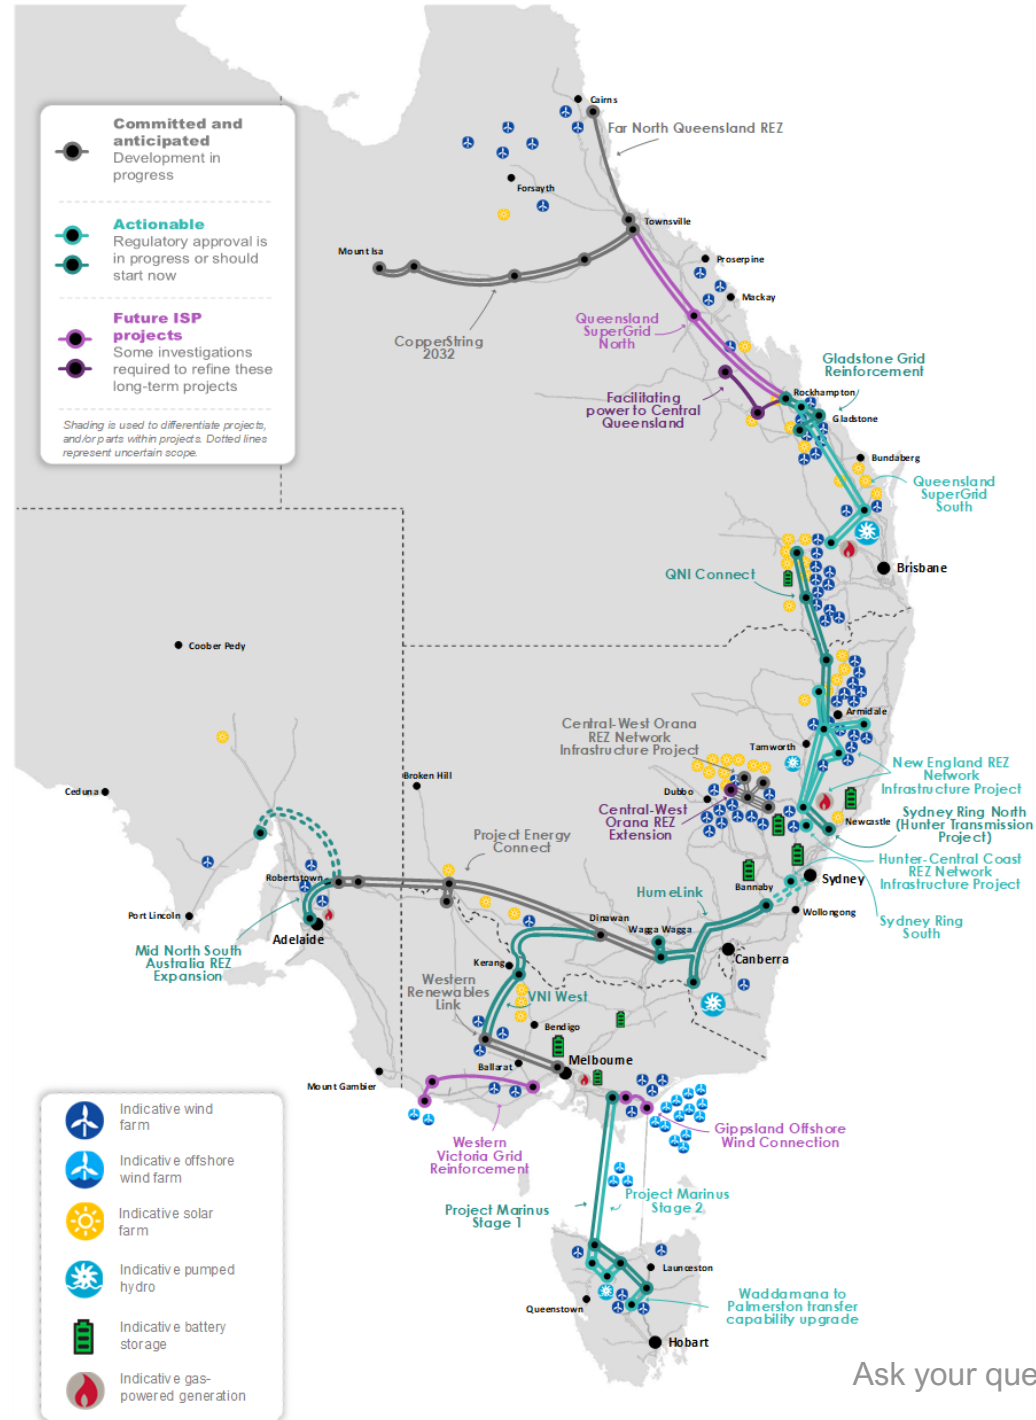 Committed and
anticipated
Development in
progress
Actionable
Regulatory approval is
in progress or should
start now
Future ISP
projects
Some investigations
required to refine these
long-term projects
Shading is used to differentiate projects,
and/or parts within projects. Dotted lines
represent uncertain scope.
Cairns
Far North Queensland REZ
Forsayth
Townsville
Mount Isa
Proserpine
Mackay
CopperString
2032
Queensland
SuperGrid
North
Gladstone Grid
Reinforcement
Facilitating
power to Central
Queensland
Rockhampton
Gladstone
Bundaberg
Queensland
SuperGrid
South
QNI Connect
Brisbane
Coober Pedy
Armidale
Central-West Orana
REZ Network
Infrastructure Project
Tamworth
New England REZ
Network
Infrastructure Project
Broken Hill
Ceduna
Dubbo
Central-West
Orana REZ
Extension
Newcastle
Sydney Ring North
(Hunter Transmission
Project)
Project Energy
Connect
Hunter-Central Coast
REZ Network
Infrastructure Project
Robertstown
HumeLink
Bannaby
Sydney
Port Lincoln
Adelaide
Dinawan
Wagga Wagga
Wollongong
Sydney Ring
South
Mid North South
Australia REZ
Expansion
Kerang
Canberra
Western
Renewables
Link
VNI West
Bendigo
Ballarat
Melbourne
Mount Gambier
Western
Victoria Grid
Reinforcement
Gippsland Offshore
Wind Connection
Project Marinus
Stage 1
Project Marinus
Stage 2
Launceston
Queenstown
Waddamana to
Palmerston transfer
capability upgrade
Hobart
Indicative wind
farm
Indicative offshore
wind farm
Indicative solar
farm
Indicative pumped
hydro
Indicative battery
storage
Indicative gas-
powered generation
Ask your que